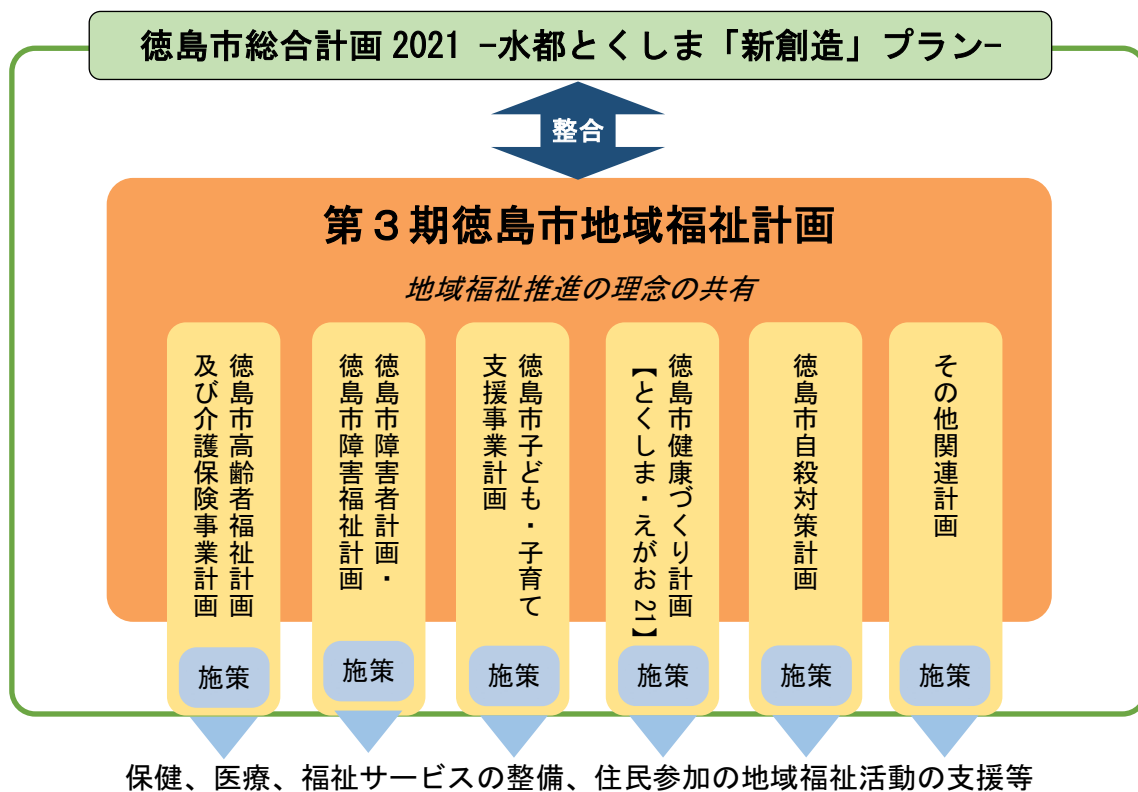 徳島市総合計画 2021 -水都とくしま「新創造」プラン-
整合
第３期徳島市地域福祉計画
地域福祉推進の理念の共有
徳島市高齢者福祉計画
及び介護保険事業計画
徳島市障害者計画・
徳島市障害福祉計画
徳島市子ども・子育て
支援事業計画
徳島市健康づくり計画
【とくしま・えがお 21】
徳島市自殺対策計画
その他関連計画
施策
施策
施策
施策
施策
施策
保健、医療、福祉サービスの整備、住民参加の地域福祉活動の支援等